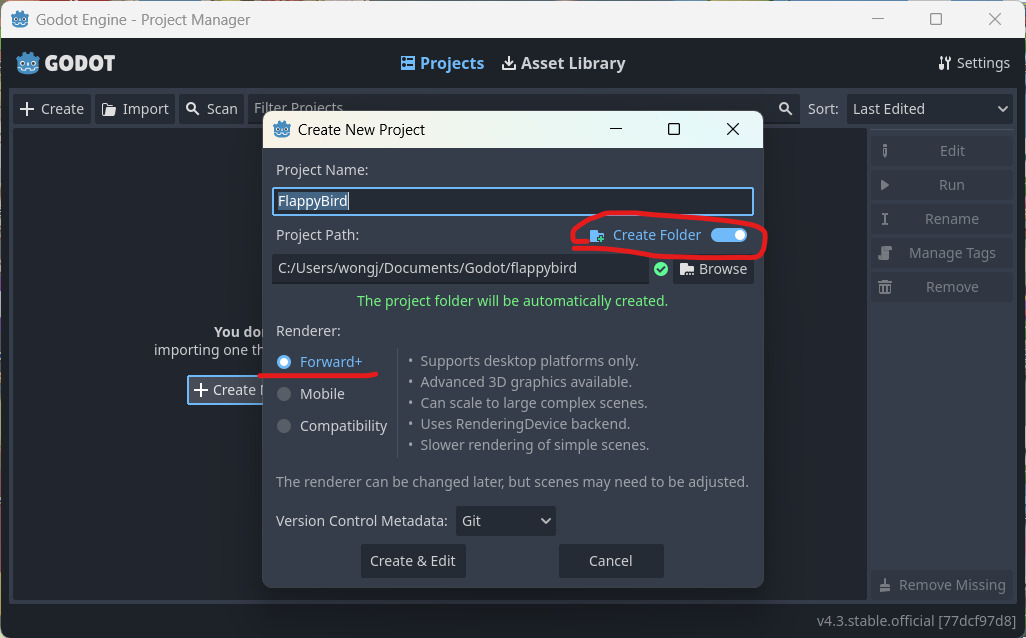 Godot Engine - Project Manager
GODOT
Projects
Asset Library
Settings
Create
Import
Scan
Filter Projects
Sort:
Last Edited
Create New Project
Project Name:
FlappyBird
Project Path:
Create Folder
C:/Users/wongj/Documents/Godot/flappybird
Browse
The project folder will be automatically created.
Renderer:
Forward+
Mobile
Compatibility
• Supports desktop platforms only.
• Advanced 3D graphics available.
• Can scale to large complex scenes.
• Uses RenderingDevice backend.
• Slower rendering of simple scenes.
The renderer can be changed later, but scenes may need to be adjusted.
Version Control Metadata:
Git
Create & Edit
Cancel
You do
importing one th
Create
Edit
Run
Rename
Manage Tags
Remove
Remove Missing
v4.3.stable.official [77dcf97d8]